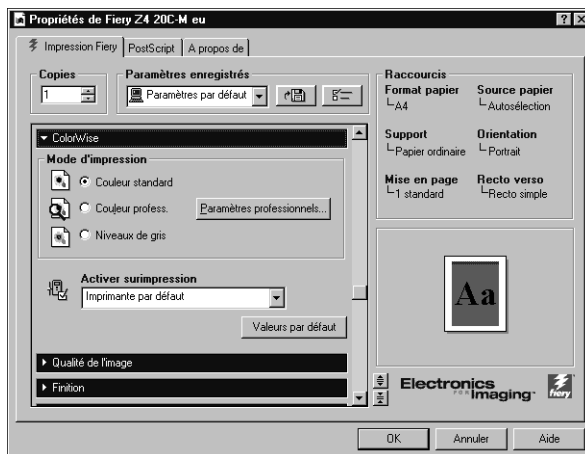 Propriétés de Fiery Z4 20C-M eu
Impression Fiery
PostScript
A propos de
Copies
1
Paramètres enregistrés
Paramètres par défaut
ColorWise
Mode d'impression
Couleur standard
Couleur profess.
Paramètres professionnels...
Niveaux de gris
Activer surimpression
Imprimante par défaut
Valeurs par défaut
Qualité de l'image
Finition
Raccourcis
Format papier
A4
Source papier
Autosélection
Support
Papier ordinaire
Orientation
Portrait
Mise en page
1 standard
Recto verso
Recto simple
Aa
Electronics
FOR Imaging™
fiery
OK
Annuler
Aide